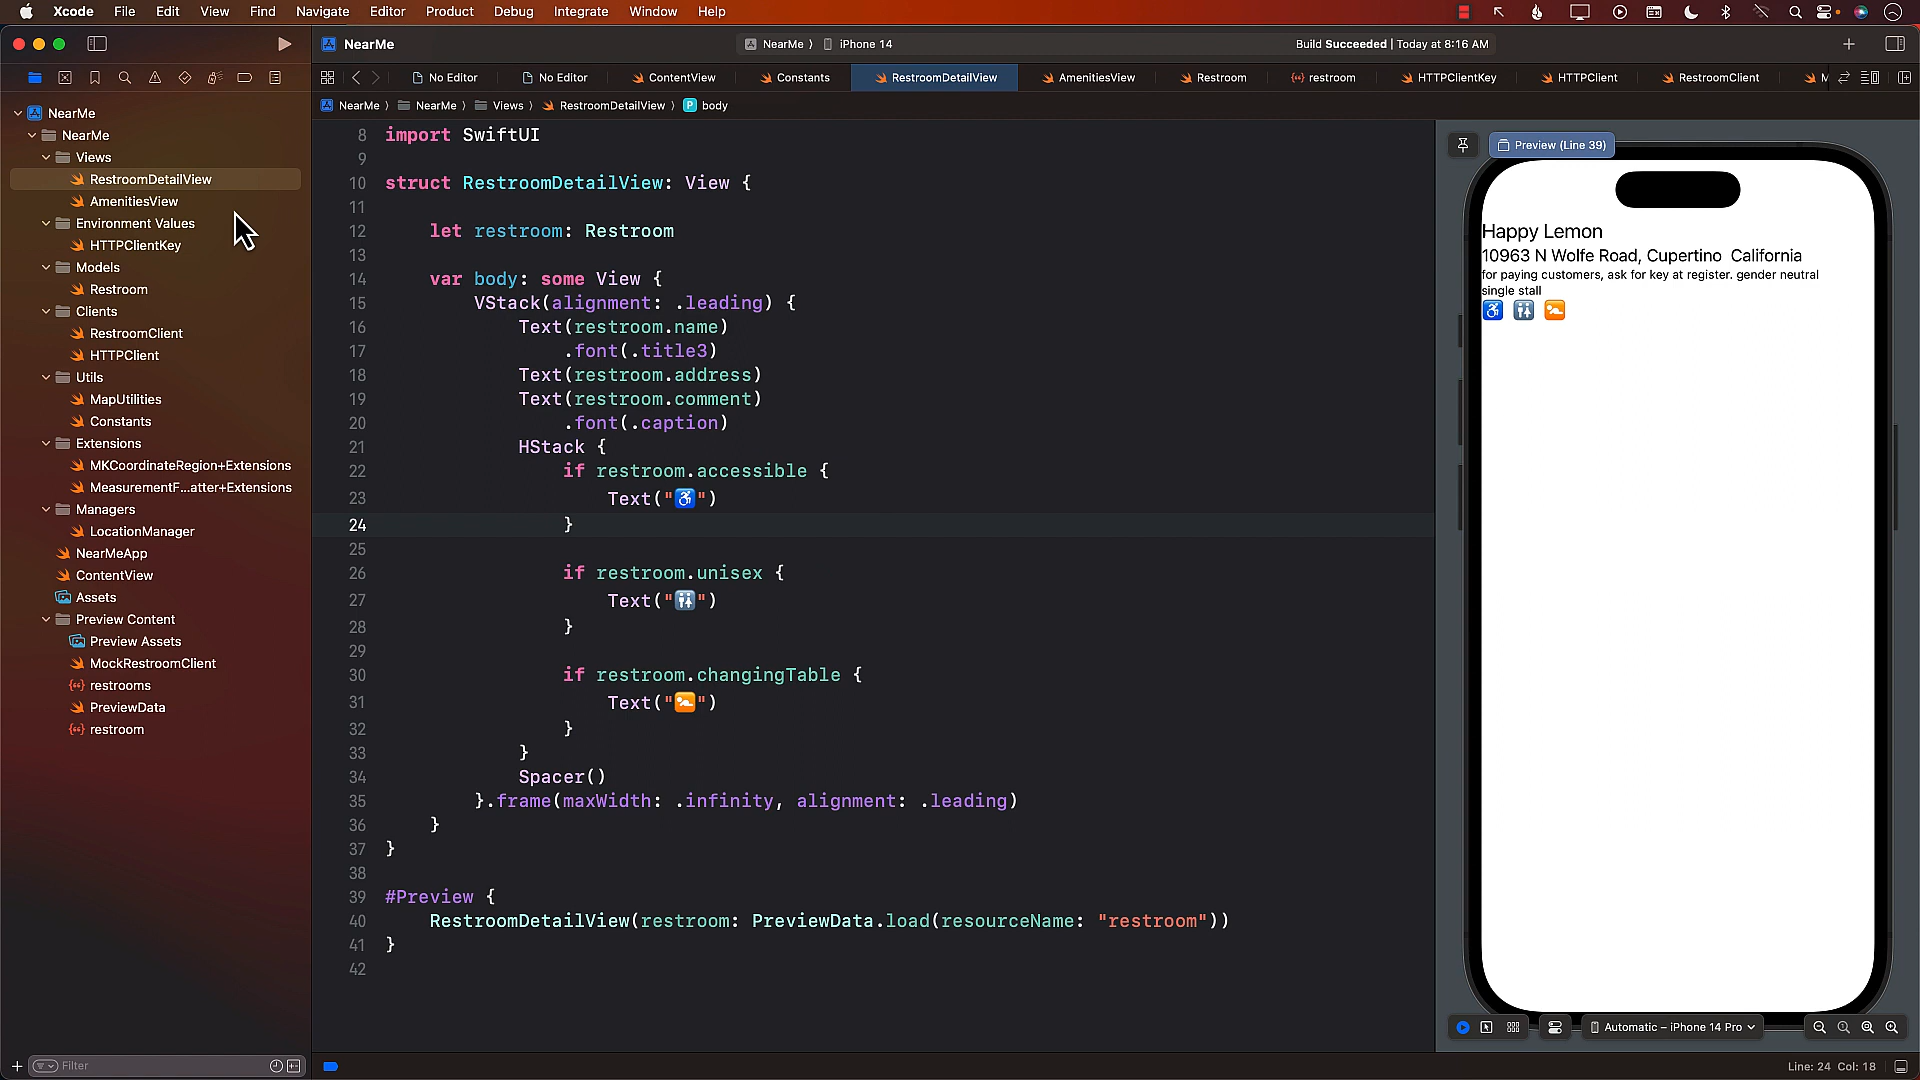 Xcode File Edit View Find Navigate Editor Product Debug Integrate Window Help
NearMe
NearMe ⟩ iPhone 14
Build Succeeded | Today at 8:16 AM
No Editor No Editor ContentView Constants RestroomDetailView AmenitiesView Restroom restroom HTTPClientKey HTTPClient RestroomClient M
NearMe ⟩ NearMe ⟩ Views ⟩ RestroomDetailView ⟩ P body
NearMe
NearMe
Views
RestroomDetailView
AmenitiesView
Environment Values
HTTPClientKey
Models
Restroom
Clients
RestroomClient
HTTPClient
Utils
MapUtilities
Constants
Extensions
MKCoordinateRegion+Extensions
MeasurementF...atter+Extensions
Managers
LocationManager
NearMeApp
ContentView
Assets
Preview Content
Preview Assets
MockRestroomClient
restrooms
PreviewData
restroom
Filter
8 import SwiftUI
9
10 struct RestroomDetailView: View {
11
12 let restroom: Restroom
13
14 var body: some View {
15 VStack(alignment: .leading) {
16 Text(restroom.name)
17 .font(.title3)
18 Text(restroom.address)
19 Text(restroom.comment)
20 .font(.caption)
21 HStack {
22 if restroom.accessible {
23 Text("♿")
24 }
25
26 if restroom.unisex {
27 Text("🚻")
28 }
29
30 if restroom.changingTable {
31 Text("🚼")
32 }
33 }
34 Spacer()
35 }.frame(maxWidth: .infinity, alignment: .leading)
36 }
37 }
38
39 #Preview {
40 RestroomDetailView(restroom: PreviewData.load(resourceName: "restroom"))
41 }
42
Preview (Line 39)
Happy Lemon
10963 N Wolfe Road, Cupertino California
for paying customers, ask for key at register. gender neutral
single stall
♿ 🚻 🚼
Automatic – iPhone 14 Pro
Line: 24 Col: 18